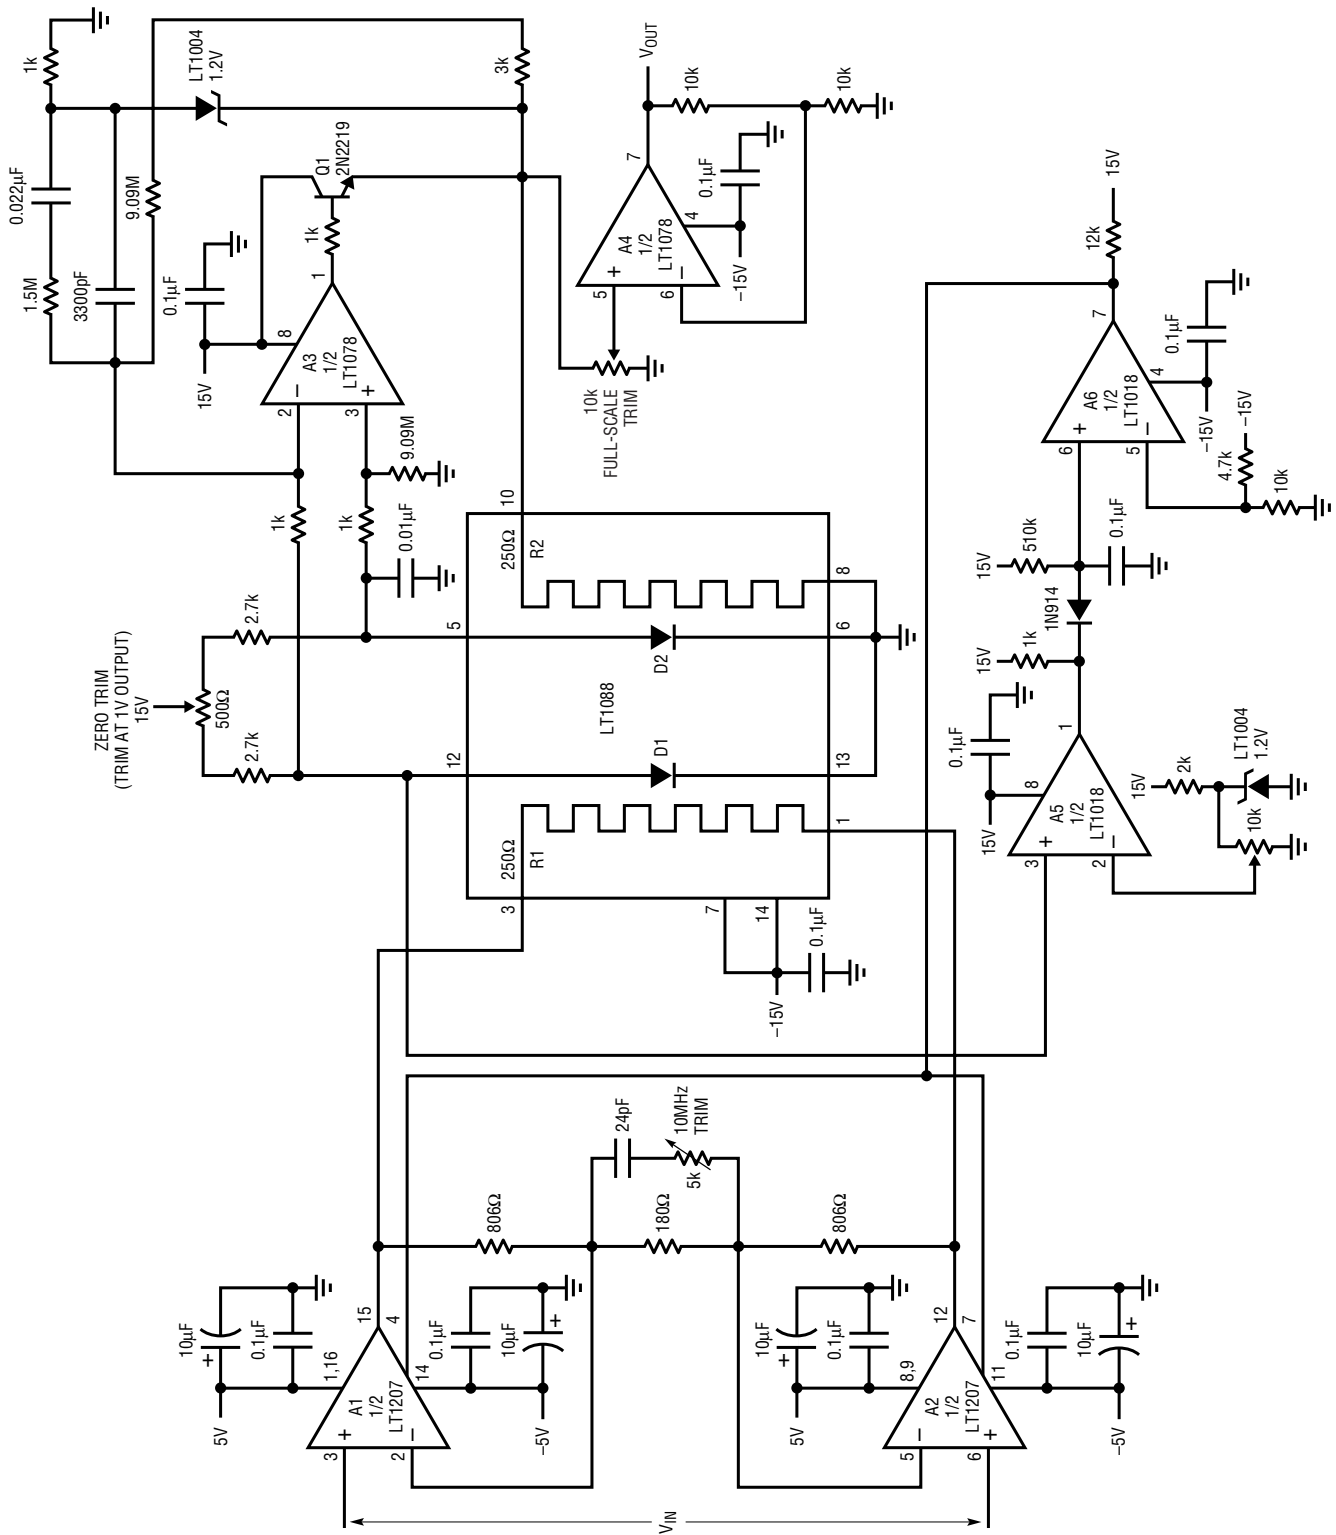 1k
LT1004
1.2V
3k
0.022µF
9.09M
1.5M
3300pF
0.1µF
15V
8
2
3
–
+
A3
1/2
LT1078
1
1k
Q1
2N2219
VOUT
10k
10k
7
A4
1/2
LT1078
0.1µF
4
–15V
5
6
+
–
10k
FULL-SCALE
TRIM
9.09M
1k
1k
0.01µF
ZERO TRIM
(TRIM AT 1V OUTPUT)
15V
500Ω
2.7k
2.7k
12
5
10
250Ω
R2
D2
D1
LT1088
250Ω
R1
3
7
14
1
13
6
8
–15V
0.1µF
15V
12k
7
A6
1/2
LT1018
6
5
+
–
4
0.1µF
–15V
4.7k
–15V
10k
15V
510k
0.1µF
1N914
15V
1k
0.1µF
15V
8
A5
1/2
LT1018
3
2
+
–
1
15V
2k
LT1004
1.2V
10k
24pF
10MHz
TRIM
5k
806Ω
180Ω
806Ω
10µF
+
0.1µF
5V
1,16
15
4
A1
1/2
LT1207
3
2
+
–
14
0.1µF
10µF
+
–5V
10µF
+
0.1µF
5V
8,9
12
7
A2
1/2
LT1207
5
6
–
+
11
0.1µF
10µF
+
–5V
VIN